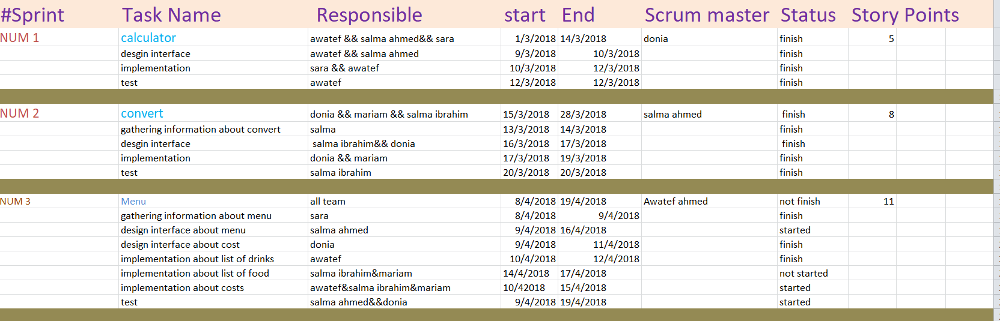 #Sprint Task Name Responsible start End Scrum master Status Story Points
NUM 1 calculator awatef && salma ahmed&& sara 1/3/2018 14/3/2018 donia finish 5
desgin interface awatef && salma ahmed 9/3/2018 10/3/2018 finish
implementation sara && awatef 10/3/2018 12/3/2018 finish
test awatef 12/3/2018 12/3/2018 finish
NUM 2 convert donia && mariam && salma ibrahim 15/3/2018 28/3/2018 salma ahmed finish 8
gathering information about convert salma 13/3/2018 14/3/2018 finish
desgin interface salma ibrahim&& donia 16/3/2018 17/3/2018 finish
implementation donia && mariam 17/3/2018 19/3/2018 finish
test salma ibrahim 20/3/2018 20/3/2018 finish
NUM 3 Menu all team 8/4/2018 19/4/2018 Awatef ahmed not finish 11
gathering information about menu sara 8/4/2018 9/4/2018 finish
design interface about menu salma ahmed 9/4/2018 16/4/2018 started
design interface about cost donia 9/4/2018 11/4/2018 finish
implementation about list of drinks awatef 10/4/2018 12/4/2018 finish
implementation about list of food salma ibrahim&mariam 14/4/2018 17/4/2018 not started
implementation about costs awatef&salma ibrahim&mariam 10/42018 15/4/2018 started
test salma ahmed&&donia 9/4/2018 19/4/2018 started